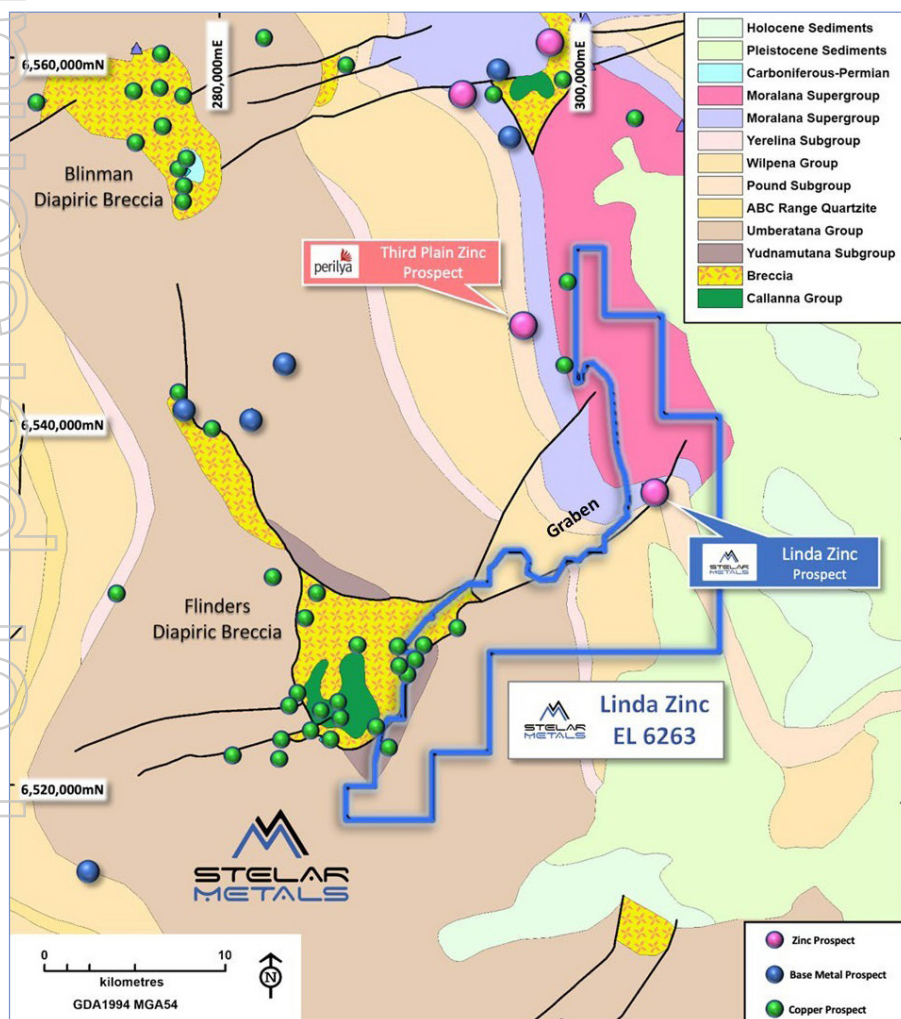 6,560,000mN
280,000mE
300,000mE
Holocene Sediments
Pleistocene Sediments
Carboniferous-Permian
Moralana Supergroup
Moralana Supergroup
Yerelina Subgroup
Wilpena Group
Pound Subgroup
ABC Range Quartzite
Umberatana Group
Yudnamutana Subgroup
Breccia
Callanna Group
Blinman
Diapiric Breccia
perilya
Third Plain Zinc
Prospect
6,540,000mN
Graben
STELAR
METALS
Linda Zinc
Prospect
Flinders
Diapiric Breccia
STELAR
METALS
Linda Zinc
EL 6263
6,520,000mN
STELAR
METALS
0
10
kilometres
GDA1994 MGA54
N
Zinc Prospect
Base Metal Prospect
Copper Prospect